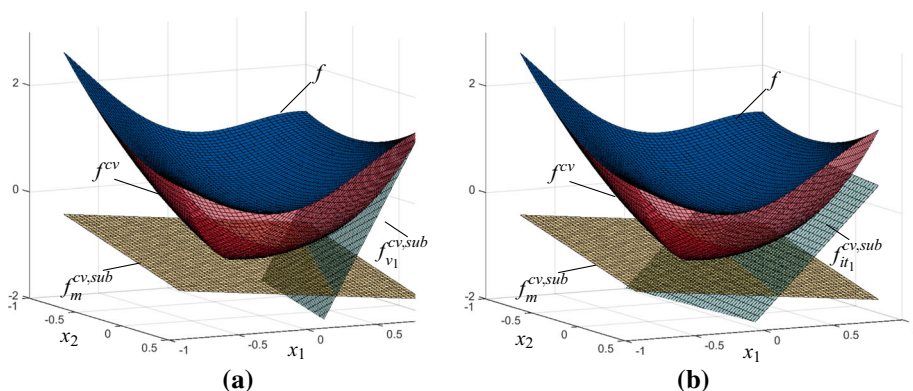 f
f
2
2
f^{cv}
f^{cv}
0
0
f_{v_1}^{cv,sub}
f_{it_1}^{cv,sub}
f_m^{cv,sub}
f_m^{cv,sub}
-2
-2
-1
-0.5
0
0.5
-1
-0.5
0
0.5
x_2
x_1
-1
-0.5
0
0.5
-1
-0.5
0
0.5
x_2
x_1
(a)
(b)